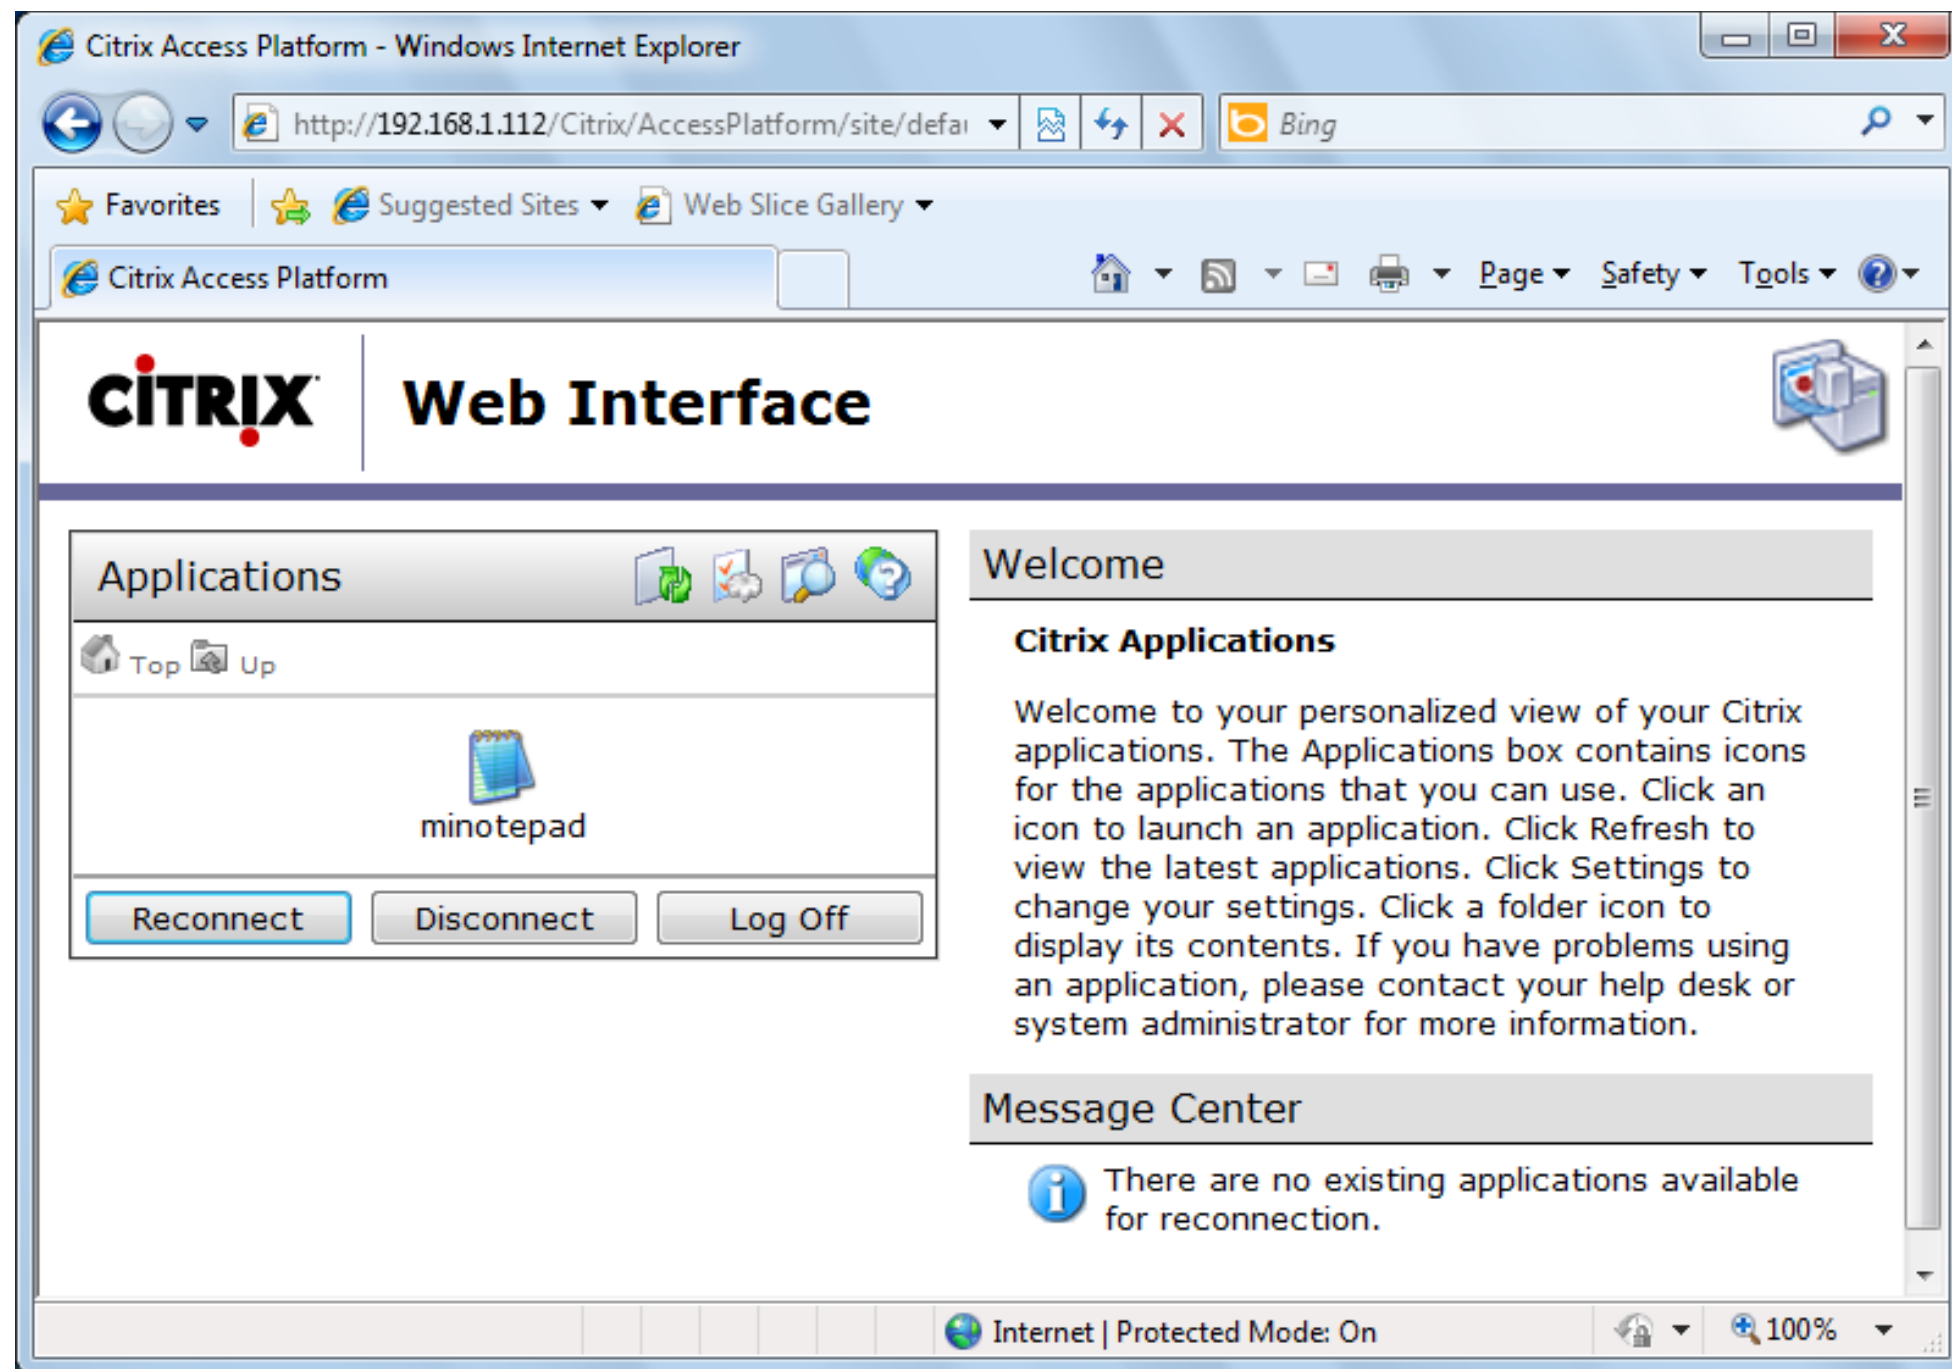 Citrix Access Platform - Windows Internet Explorer
http://192.168.1.112/Citrix/AccessPlatform/site/defau
Bing
Favorites
Suggested Sites
Web Slice Gallery
Citrix Access Platform
Page
Safety
Tools
CİTRIX
Web Interface
Applications
Top
Up
minotepad
Reconnect
Disconnect
Log Off
Welcome
Citrix Applications
Welcome to your personalized view of your Citrix
applications. The Applications box contains icons
for the applications that you can use. Click an
icon to launch an application. Click Refresh to
view the latest applications. Click Settings to
change your settings. Click a folder icon to
display its contents. If you have problems using
an application, please contact your help desk or
system administrator for more information.
Message Center
There are no existing applications available
for reconnection.
Internet | Protected Mode: On
100%